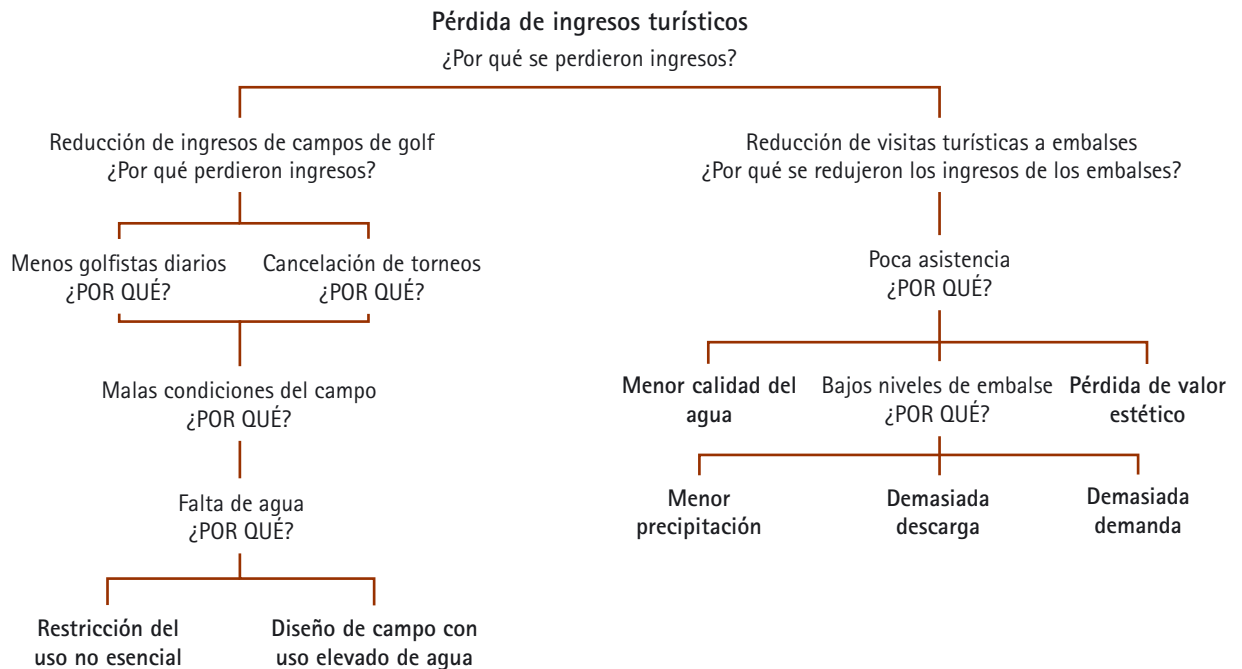 Pérdida de ingresos turísticos
¿Por qué se perdieron ingresos?
Reducción de ingresos de campos de golf
¿Por qué perdieron ingresos?
Reducción de visitas turísticas a embalses
¿Por qué se redujeron los ingresos de los embalses?
Menos golfistas diarios
¿POR QUÉ?
Cancelación de torneos
¿POR QUÉ?
Poca asistencia
¿POR QUÉ?
Malas condiciones del campo
¿POR QUÉ?
Menor calidad del
agua
Bajos niveles de embalse
¿POR QUÉ?
Pérdida de valor
estético
Falta de agua
¿POR QUÉ?
Menor
precipitación
Demasiada
descarga
Demasiada
demanda
Restricción del
uso no esencial
Diseño de campo con
uso elevado de agua